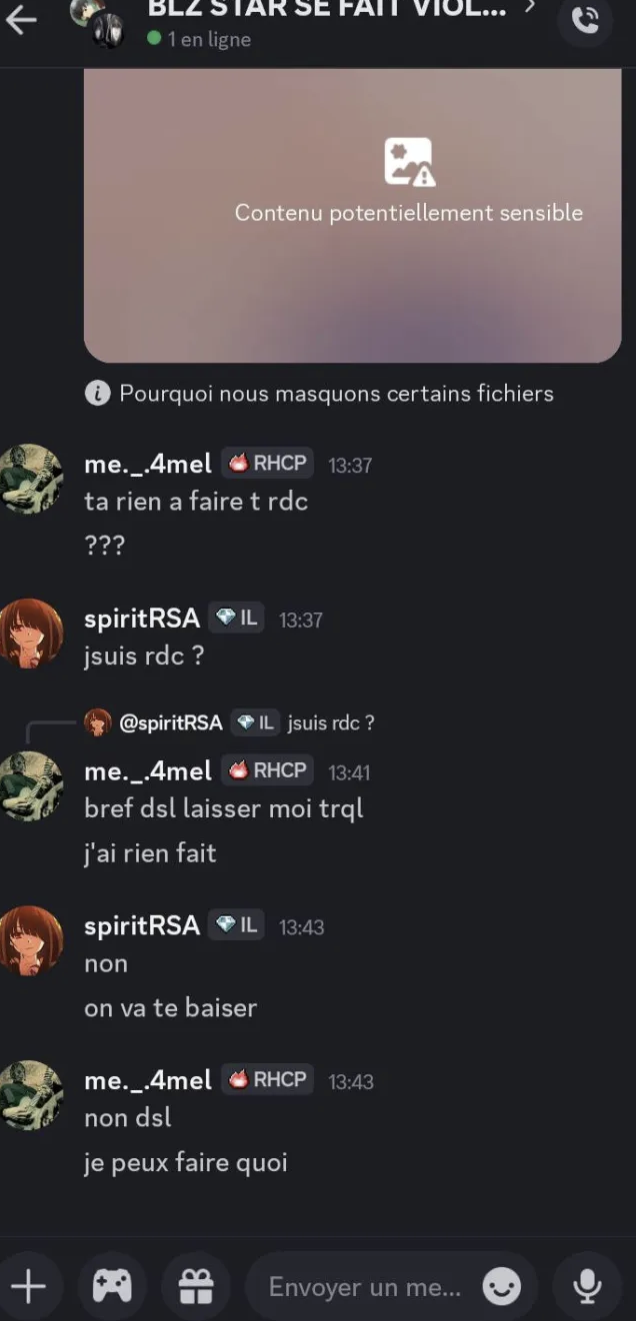 BLZ STAR SE FAIT VIOL...
1 en ligne
Contenu potentiellement sensible
Pourquoi nous masquons certains fichiers
me._.4mel RHCP 13:37
ta rien a faire t rdc
???
spiritRSA IL 13:37
jsuis rdc ?
@spiritRSA IL jsuis rdc ?
me._.4mel RHCP 13:41
bref dsl laisser moi trql
j'ai rien fait
spiritRSA IL 13:43
non
on va te baiser
me._.4mel RHCP 13:43
non dsl
je peux faire quoi
Envoyer un me...